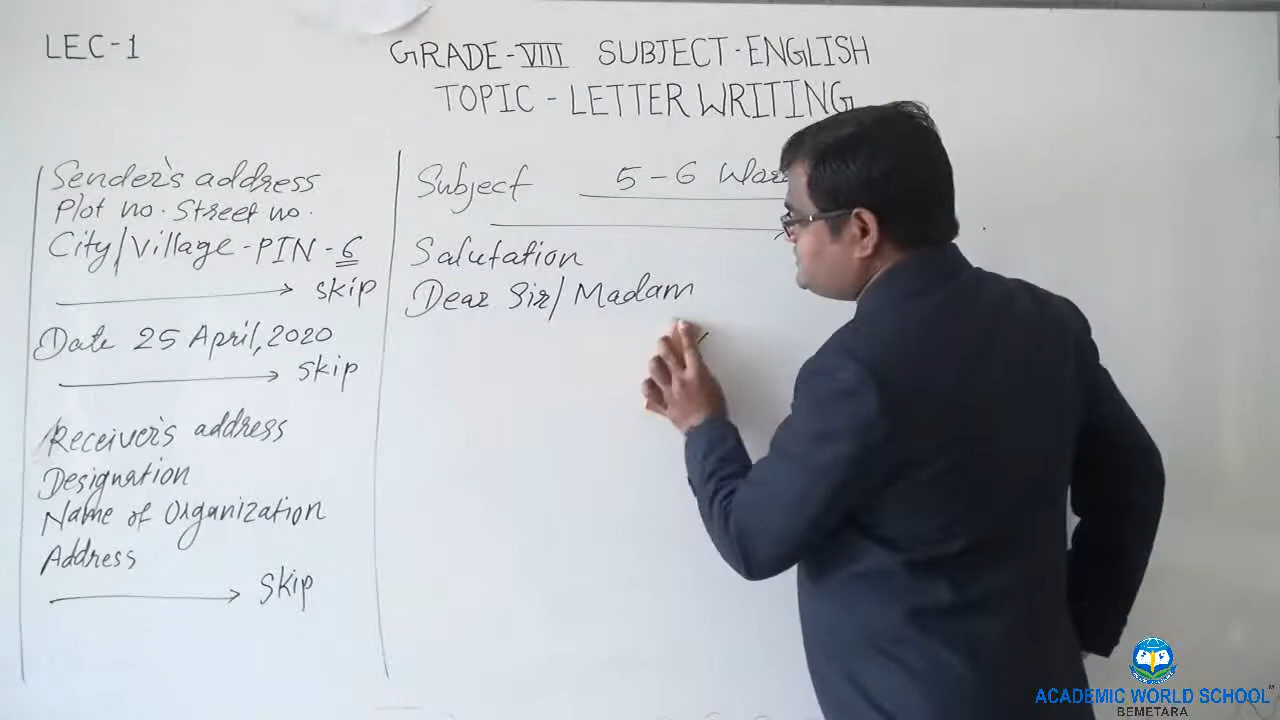 LEC-1
GRADE-VIII SUBJECT-ENGLISH
TOPIC - LETTER WRITING
Sender's address
Plot no. Street no.
City/Village - PIN - 6
skip
Date 25 April, 2020
skip
Receiver's address
Designation
Name of Organization
Address
skip
Subject 5-6
Salutation
Dear Sir/Madam
ACADEMIC WORLD SCHOOL™
BEMETARA